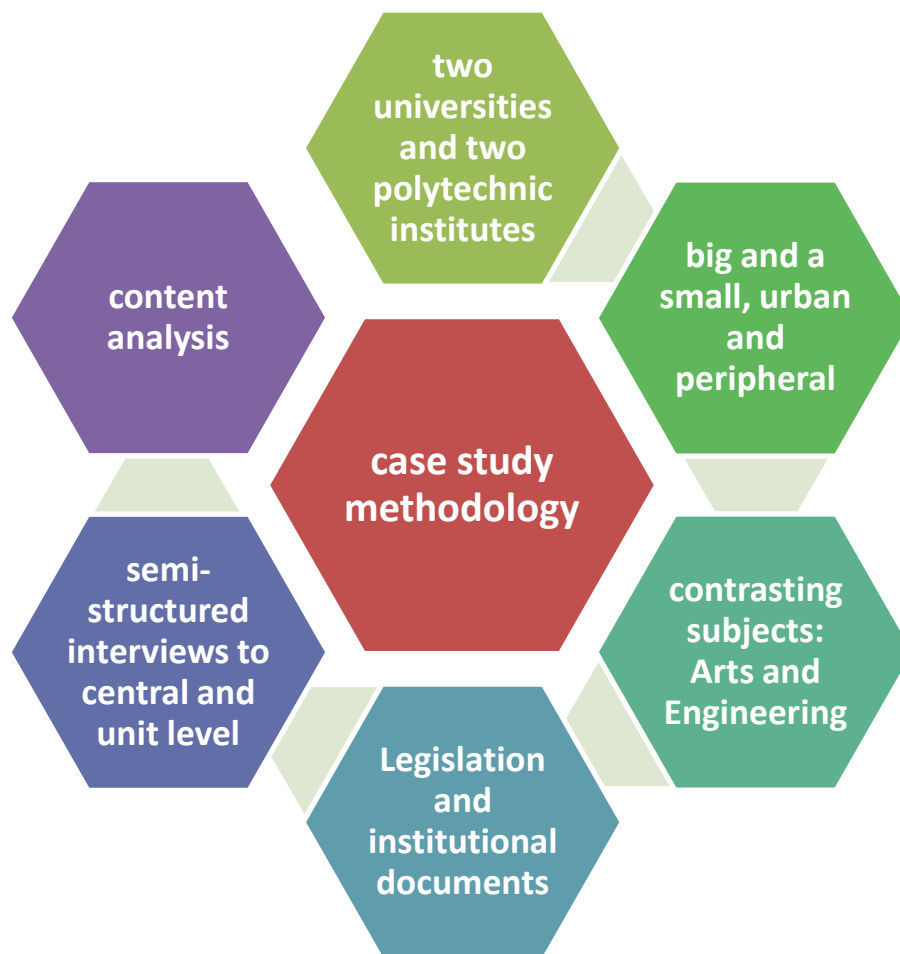 two
universities
and two
polytechnic
institutes
big and a
small, urban
and
peripheral
contrasting
subjects:
Arts and
Engineering
Legislation
and
institutional
documents
semi-
structured
interviews to
central and
unit level
content
analysis
case study
methodology